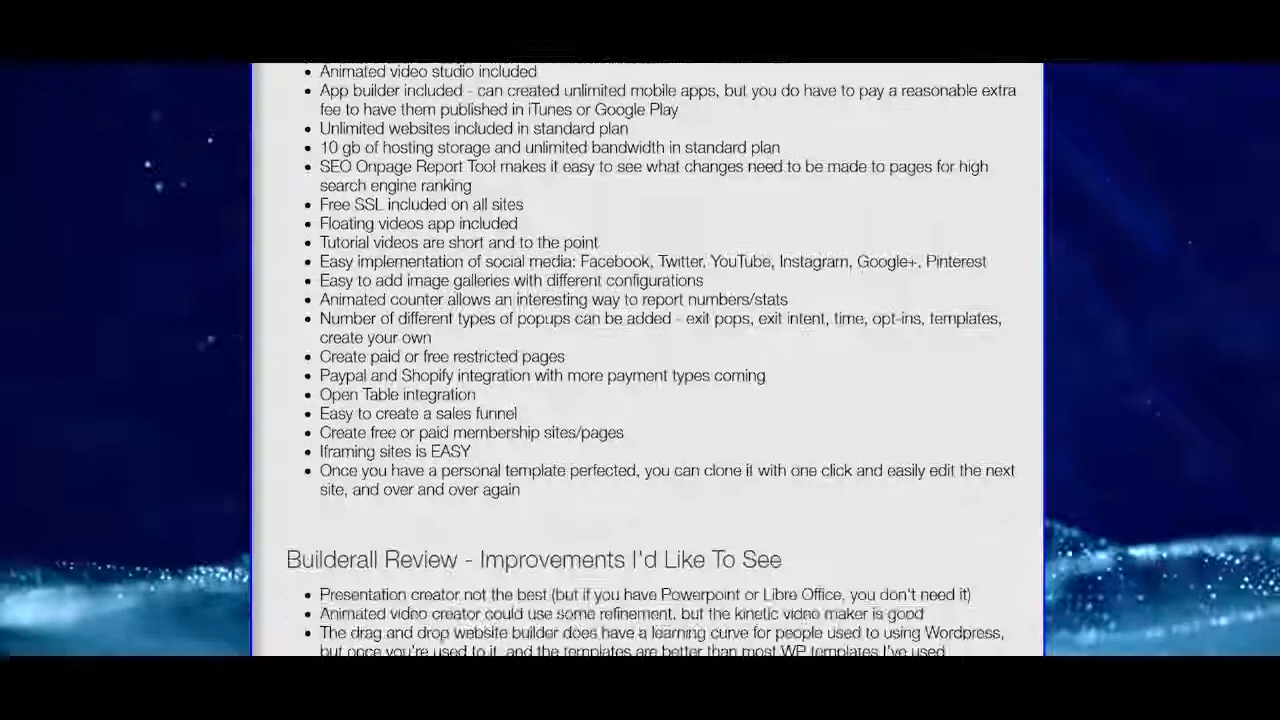 • Animated video studio included
• App builder included - can created unlimited mobile apps, but you do have to pay a reasonable extra
fee to have them published in iTunes or Google Play
• Unlimited websites included in standard plan
• 10 gb of hosting storage and unlimited bandwidth in standard plan
• SEO Onpage Report Tool makes it easy to see what changes need to be made to pages for high
search engine ranking
• Free SSL included on all sites
• Floating videos app included
• Tutorial videos are short and to the point
• Easy implementation of social media: Facebook, Twitter, YouTube, Instagram, Google+, Pinterest
• Easy to add image galleries with different configurations
• Animated counter allows an interesting way to report numbers/stats
• Number of different types of popups can be added - exit pops, exit intent, time, opt-ins, templates,
create your own
• Create paid or free restricted pages
• Paypal and Shopify integration with more payment types coming
• Open Table integration
• Easy to create a sales funnel
• Create free or paid membership sites/pages
• Iframing sites is EASY
• Once you have a personal template perfected, you can clone it with one click and easily edit the next
site, and over and over again
Builderall Review - Improvements I'd Like To See
• Presentation creator not the best (but if you have Powerpoint or Libre Office, you don't need it)
• Animated video creator could use some refinement, but the kinetic video maker is good
• The drag and drop website builder does have a learning curve for people used to using Wordpress,
but once you're used to it, and the templates are better than most WP templates I've used